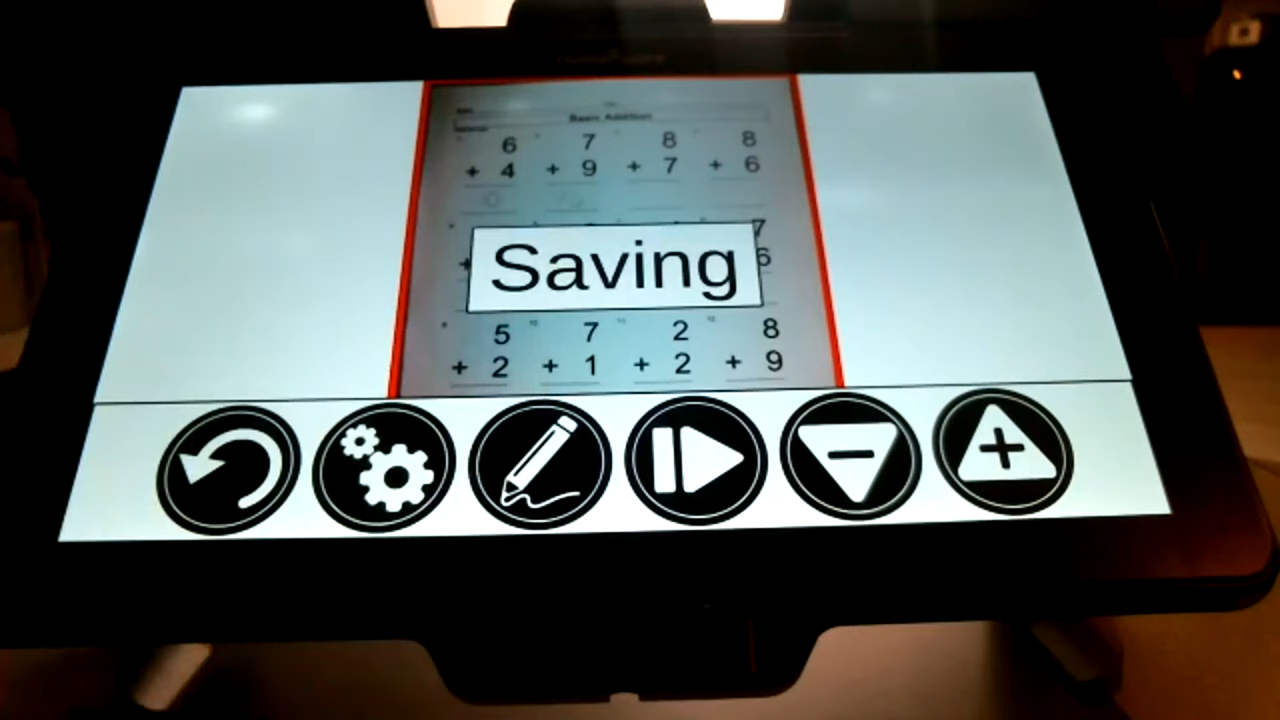 Basic Addition
6 7 8 8
+ 4 + 9 + 7 + 6
7
Saving
6
5 7 2 8
+ 2 + 1 + 2 + 9